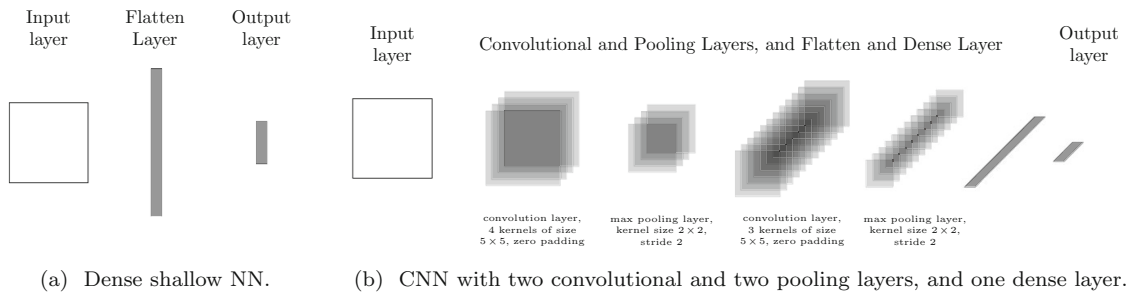 Input
layer
Flatten
Layer
Output
layer
(a) Dense shallow NN.
Input
layer
Convolutional and Pooling Layers, and Flatten and Dense Layer
Output
layer
convolution layer,
4 kernels of size
5 × 5, zero padding
max pooling layer,
kernel size 2 × 2,
stride 2
convolution layer,
3 kernels of size
5 × 5, zero padding
max pooling layer,
kernel size 2 × 2,
stride 2
(b) CNN with two convolutional and two pooling layers, and one dense layer.